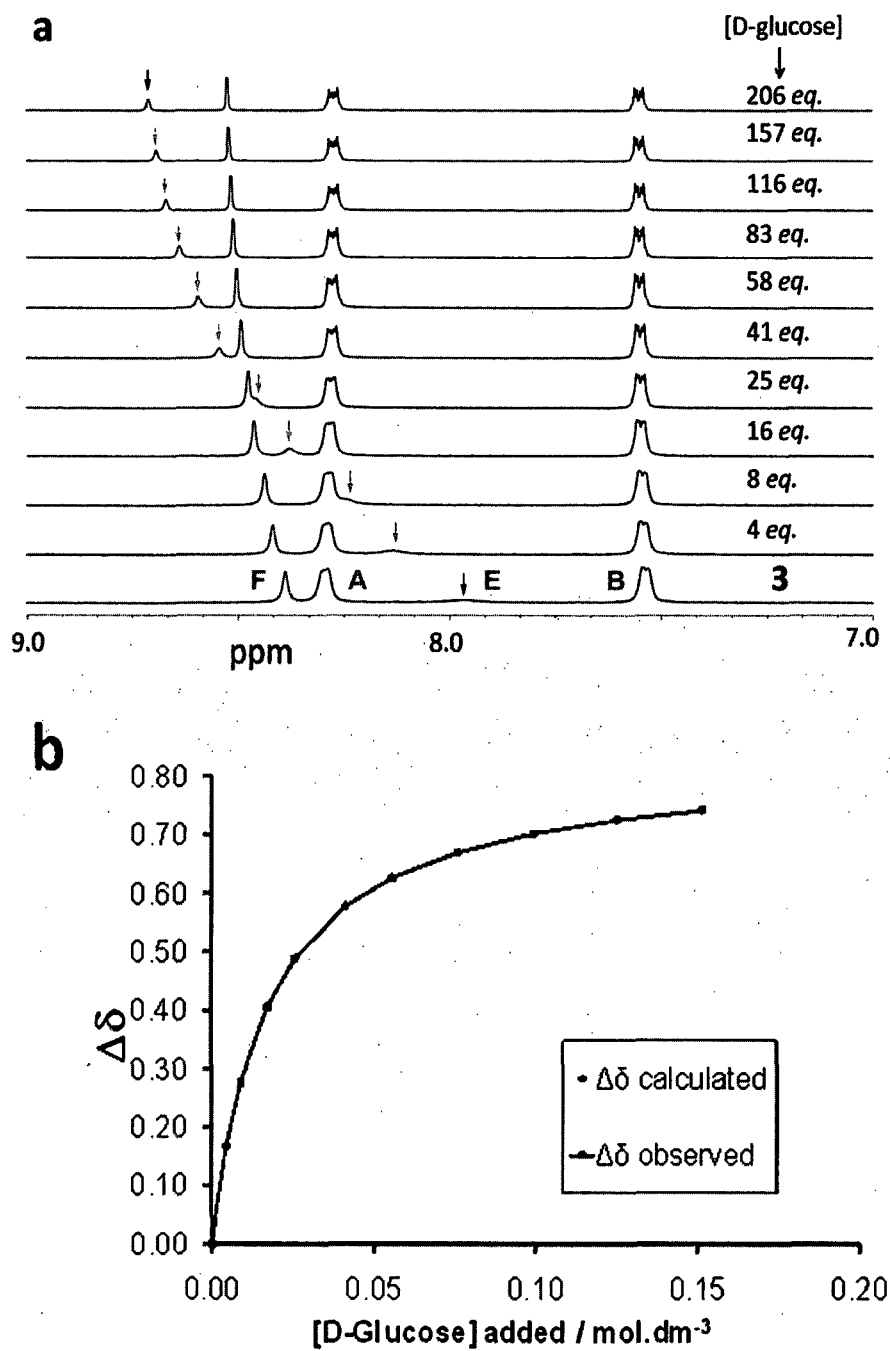 a
[D-glucose]
206 eq.
157 eq.
116 eq.
83 eq.
58 eq.
41 eq.
25 eq.
16 eq.
8 eq.
4 eq.
F A E B 3
9.0 ppm 8.0 7.0
b
0.80
0.70
0.60
0.50
0.40
0.30
0.20
0.10
0.00
Δδ
Δδ calculated
Δδ observed
0.00 0.05 0.10 0.15 0.20
[D-Glucose] added / mol.dm-3